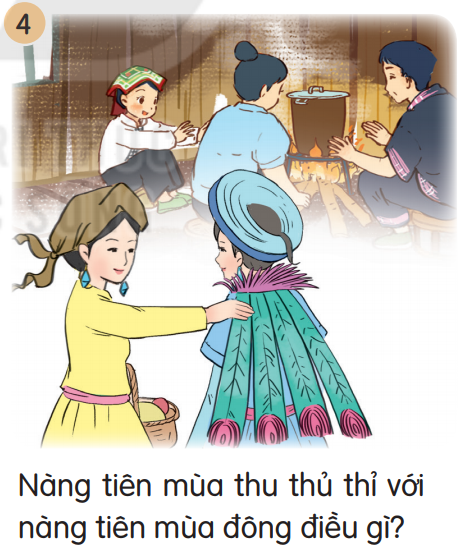 4
Nàng tiên mùa thu thủ thỉ với
nàng tiên mùa đông điều gì?